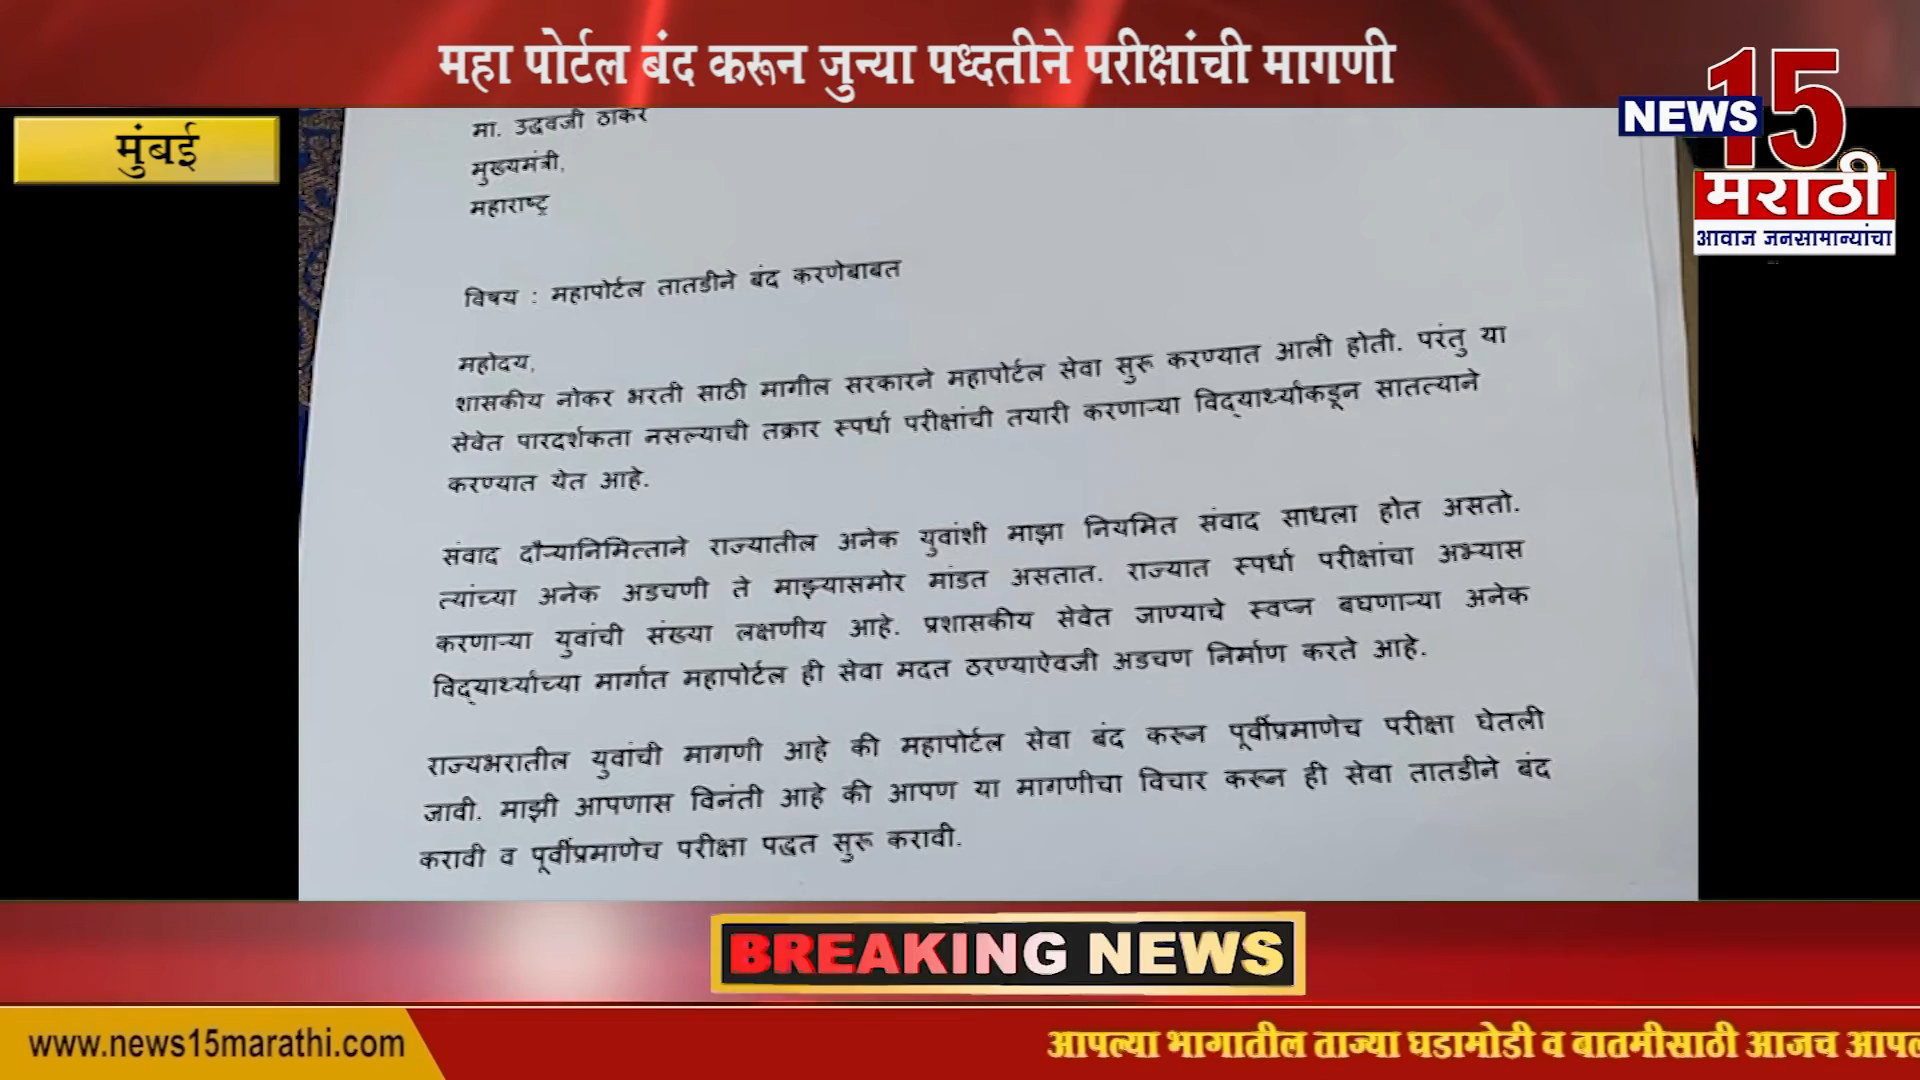 महा पोर्टल बंद करून जुन्या पध्दतीने परीक्षांची मागणी
15
NEWS
मराठी
आवाज जनसामान्यांचा
मुंबई
मा. उद्धवजी ठाकरे
मुख्यमंत्री,
महाराष्ट्र
विषय : महापोर्टल तातडीने बंद करणेबाबत
महोदय,
शासकीय नोकर भरती साठी मागील सरकारने महापोर्टल सेवा सुरू करण्यात आली होती. परंतु या
सेवेत पारदर्शकता नसल्याची तक्रार स्पर्धा परीक्षांची तयारी करणाऱ्या विद्यार्थ्यांकडून सातत्याने
करण्यात येत आहे.
संवाद दौऱ्यानिमित्ताने राज्यातील अनेक युवांशी माझा नियमित संवाद साधला होत असतो.
त्यांच्या अनेक अडचणी ते माझ्यासमोर मांडत असतात. राज्यात स्पर्धा परीक्षांचा अभ्यास
करणाऱ्या युवांची संख्या लक्षणीय आहे. प्रशासकीय सेवेत जाण्याचे स्वप्न बघणाऱ्या अनेक
विद्यार्थ्यांच्या मार्गात महापोर्टल ही सेवा मदत ठरण्याऐवजी अडचण निर्माण करते आहे.
राज्यभरातील युवांची मागणी आहे की महापोर्टल सेवा बंद करून पूर्वीप्रमाणेच परीक्षा घेतली
जावी. माझी आपणास विनंती आहे की आपण या मागणीचा विचार करून ही सेवा तातडीने बंद
करावी व पूर्वीप्रमाणेच परीक्षा पद्धत सुरू करावी.
BREAKING NEWS
www.news15marathi.com
आपल्या भागातील ताज्या घडामोडी व बातमीसाठी आजच